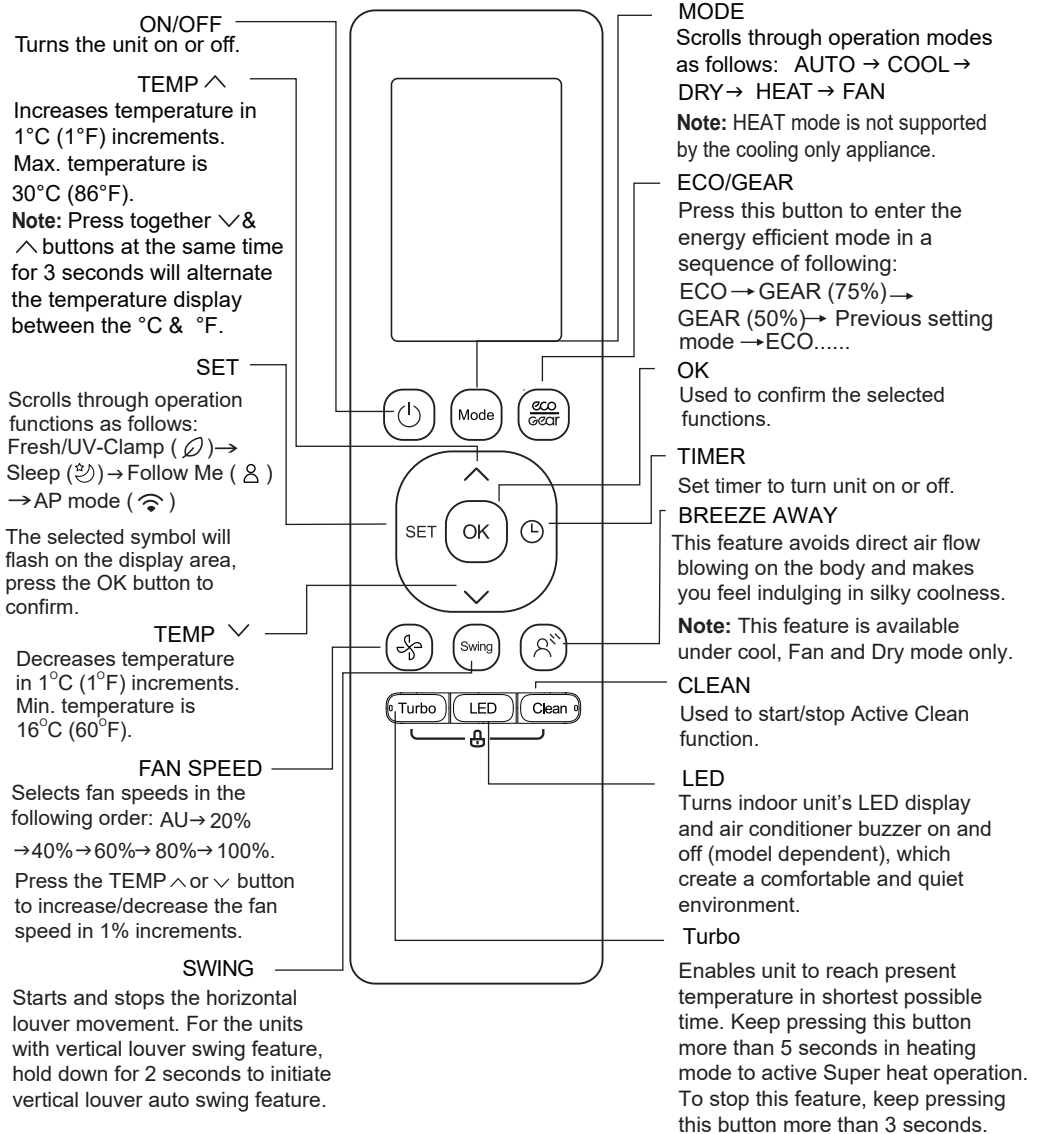 ON/OFF
Turns the unit on or off.
TEMP ︿
Increases temperature in
1°C (1°F) increments.
Max. temperature is
30°C (86°F).
Note: Press together ﹀&
︿ buttons at the same time
for 3 seconds will alternate
the temperature display
between the °C & °F.
SET
Scrolls through operation
functions as follows:
Fresh/UV-Clamp ( )→
Sleep ( )→Follow Me ( )
→AP mode ( )
The selected symbol will
flash on the display area,
press the OK button to
confirm.
TEMP ﹀
Decreases temperature
in 1°C (1°F) increments.
Min. temperature is
16°C (60°F).
FAN SPEED
Selects fan speeds in the
following order: AU→20%
→40%→60%→80%→100%.
Press the TEMP ︿ or ﹀ button
to increase/decrease the fan
speed in 1% increments.
SWING
Starts and stops the horizontal
louver movement. For the units
with vertical louver swing feature,
hold down for 2 seconds to initiate
vertical louver auto swing feature.
Mode
eco
Gear
SET
OK
Swing
Turbo
LED
Clean
MODE
Scrolls through operation modes
as follows: AUTO → COOL→
DRY→ HEAT→ FAN
Note: HEAT mode is not supported
by the cooling only appliance.
ECO/GEAR
Press this button to enter the
energy efficient mode in a
sequence of following:
ECO→GEAR (75%)→
GEAR (50%)→ Previous setting
mode →ECO......
OK
Used to confirm the selected
functions.
TIMER
Set timer to turn unit on or off.
BREEZE AWAY
This feature avoids direct air flow
blowing on the body and makes
you feel indulging in silky coolness.
Note: This feature is available
under cool, Fan and Dry mode only.
CLEAN
Used to start/stop Active Clean
function.
LED
Turns indoor unit's LED display
and air conditioner buzzer on and
off (model dependent), which
create a comfortable and quiet
environment.
Turbo
Enables unit to reach present
temperature in shortest possible
time. Keep pressing this button
more than 5 seconds in heating
mode to active Super heat operation.
To stop this feature, keep pressing
this button more than 3 seconds.